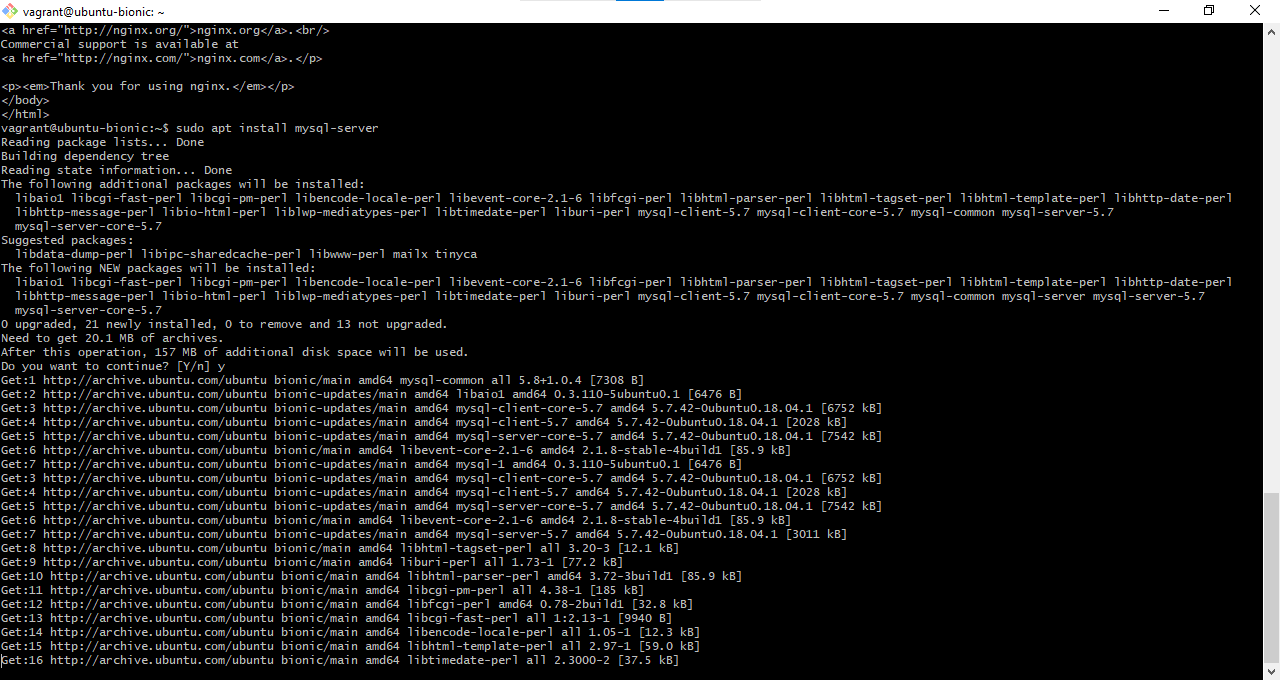 vagrant@ubuntu-bionic: ~
<a href="http://nginx.org/">nginx.org</a>.<br/>
Commercial support is available at
<a href="http://nginx.com/">nginx.com</a>.</p>
<p><em>Thank you for using nginx.</em></p>
</body>
</html>
vagrant@ubuntu-bionic:~$ sudo apt install mysql-server
Reading package lists... Done
Building dependency tree
Reading state information... Done
The following additional packages will be installed:
  libaio1 libcgi-fast-perl libcgi-pm-perl libencode-locale-perl libevent-core-2.1-6 libfcgi-perl libhtml-parser-perl libhtml-tagset-perl libhtml-template-perl libhttp-date-perl
  libhttp-message-perl libio-html-perl liblwp-mediatypes-perl libtimedate-perl liburi-perl mysql-client-5.7 mysql-client-core-5.7 mysql-common mysql-server-5.7
  mysql-server-core-5.7
Suggested packages:
  libdata-dump-perl libipc-sharedcache-perl libwww-perl mailx tinyca
The following NEW packages will be installed:
  libaio1 libcgi-fast-perl libcgi-pm-perl libencode-locale-perl libevent-core-2.1-6 libfcgi-perl libhtml-parser-perl libhtml-tagset-perl libhtml-template-perl libhttp-date-perl
  libhttp-message-perl libio-html-perl liblwp-mediatypes-perl libtimedate-perl liburi-perl mysql-client-5.7 mysql-client-core-5.7 mysql-common mysql-server mysql-server-5.7
  mysql-server-core-5.7
0 upgraded, 21 newly installed, 0 to remove and 13 not upgraded.
Need to get 20.1 MB of archives.
After this operation, 157 MB of additional disk space will be used.
Do you want to continue? [Y/n] y
Get:1 http://archive.ubuntu.com/ubuntu bionic/main amd64 mysql-common all 5.8+1.0.4 [7308 B]
Get:2 http://archive.ubuntu.com/ubuntu bionic-updates/main amd64 libaio1 amd64 0.3.110-5ubuntu0.1 [6476 B]
Get:3 http://archive.ubuntu.com/ubuntu bionic-updates/main amd64 mysql-client-core-5.7 amd64 5.7.42-0ubuntu0.18.04.1 [6752 kB]
Get:4 http://archive.ubuntu.com/ubuntu bionic-updates/main amd64 mysql-client-5.7 amd64 5.7.42-0ubuntu0.18.04.1 [2028 kB]
Get:5 http://archive.ubuntu.com/ubuntu bionic-updates/main amd64 mysql-server-core-5.7 amd64 5.7.42-0ubuntu0.18.04.1 [7542 kB]
Get:6 http://archive.ubuntu.com/ubuntu bionic/main amd64 libevent-core-2.1-6 amd64 2.1.8-stable-4build1 [85.9 kB]
Get:7 http://archive.ubuntu.com/ubuntu bionic-updates/main amd64 mysql-1 amd64 0.3.110-5ubuntu0.1 [6476 B]
Get:3 http://archive.ubuntu.com/ubuntu bionic-updates/main amd64 mysql-client-core-5.7 amd64 5.7.42-0ubuntu0.18.04.1 [6752 kB]
Get:4 http://archive.ubuntu.com/ubuntu bionic-updates/main amd64 mysql-client-5.7 amd64 5.7.42-0ubuntu0.18.04.1 [2028 kB]
Get:5 http://archive.ubuntu.com/ubuntu bionic-updates/main amd64 mysql-server-core-5.7 amd64 5.7.42-0ubuntu0.18.04.1 [7542 kB]
Get:6 http://archive.ubuntu.com/ubuntu bionic/main amd64 libevent-core-2.1-6 amd64 2.1.8-stable-4build1 [85.9 kB]
Get:7 http://archive.ubuntu.com/ubuntu bionic-updates/main amd64 mysql-server-5.7 amd64 5.7.42-0ubuntu0.18.04.1 [3011 kB]
Get:8 http://archive.ubuntu.com/ubuntu bionic/main amd64 libhtml-tagset-perl all 3.20-3 [12.1 kB]
Get:9 http://archive.ubuntu.com/ubuntu bionic/main amd64 liburi-perl all 1.73-1 [77.2 kB]
Get:10 http://archive.ubuntu.com/ubuntu bionic/main amd64 libhtml-parser-perl amd64 3.72-3build1 [85.9 kB]
Get:11 http://archive.ubuntu.com/ubuntu bionic/main amd64 libcgi-pm-perl all 4.38-1 [185 kB]
Get:12 http://archive.ubuntu.com/ubuntu bionic/main amd64 libfcgi-perl amd64 0.78-2build1 [32.8 kB]
Get:13 http://archive.ubuntu.com/ubuntu bionic/main amd64 libcgi-fast-perl all 1:2.13-1 [9940 B]
Get:14 http://archive.ubuntu.com/ubuntu bionic/main amd64 libencode-locale-perl all 1.05-1 [12.3 kB]
Get:15 http://archive.ubuntu.com/ubuntu bionic/main amd64 libhtml-template-perl all 2.97-1 [59.0 kB]
Get:16 http://archive.ubuntu.com/ubuntu bionic/main amd64 libtimedate-perl all 2.3000-2 [37.5 kB]